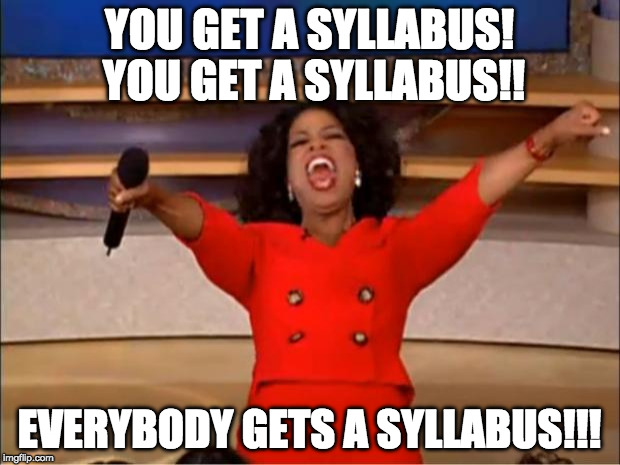 YOU GET A SYLLABUS!
YOU GET A SYLLABUS!!
EVERYBODY GETS A SYLLABUS!!!
imgflip.com